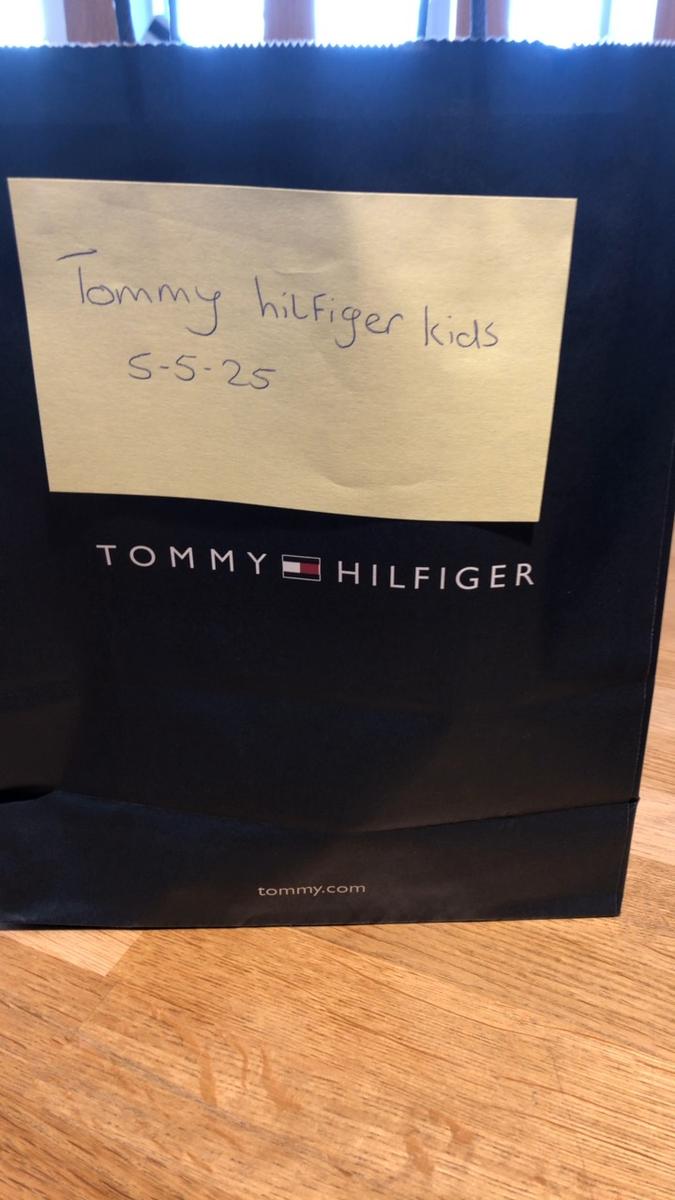 Tommy hilfiger kids
5-5-25
TOMMY HILFIGER
tommy.com